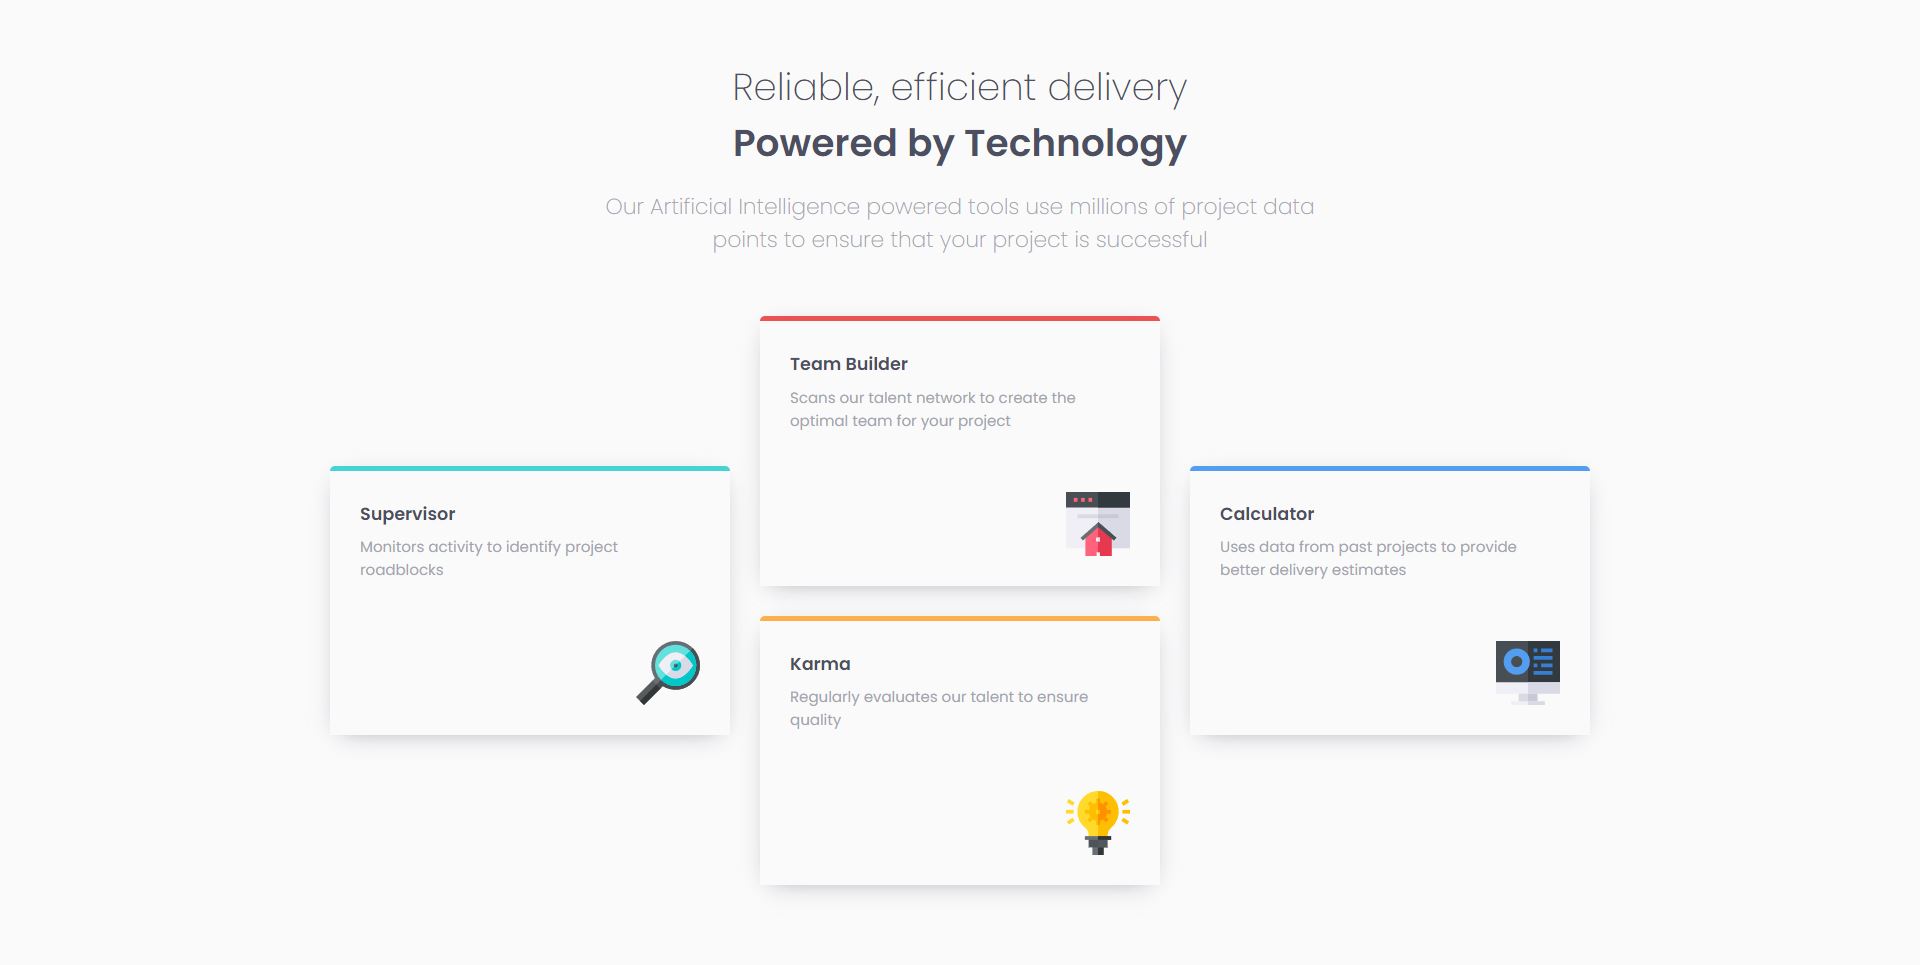 Reliable, efficient delivery
Powered by Technology
Our Artificial Intelligence powered tools use millions of project data
points to ensure that your project is successful
Team Builder
Scans our talent network to create the
optimal team for your project
Supervisor
Monitors activity to identify project
roadblocks
Calculator
Uses data from past projects to provide
better delivery estimates
Karma
Regularly evaluates our talent to ensure
quality